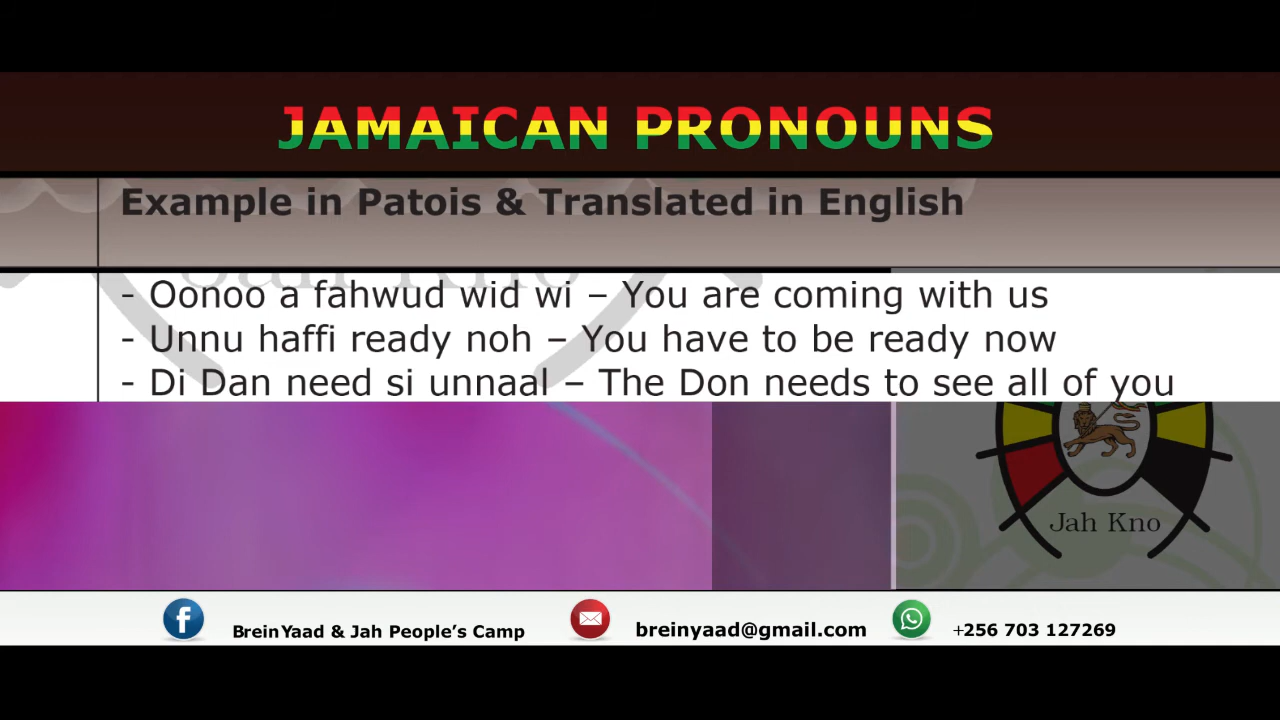 JAMAICAN PRONOUNS
Example in Patois & Translated in English
- Oonoo a fahwud wid wi – You are coming with us
- Unnu haffi ready noh – You have to be ready now
- Di Dan need si unnaal – The Don needs to see all of you
Jah Kno
BreinYaad & Jah People's Camp
breinyaad@gmail.com
+256 703 127269